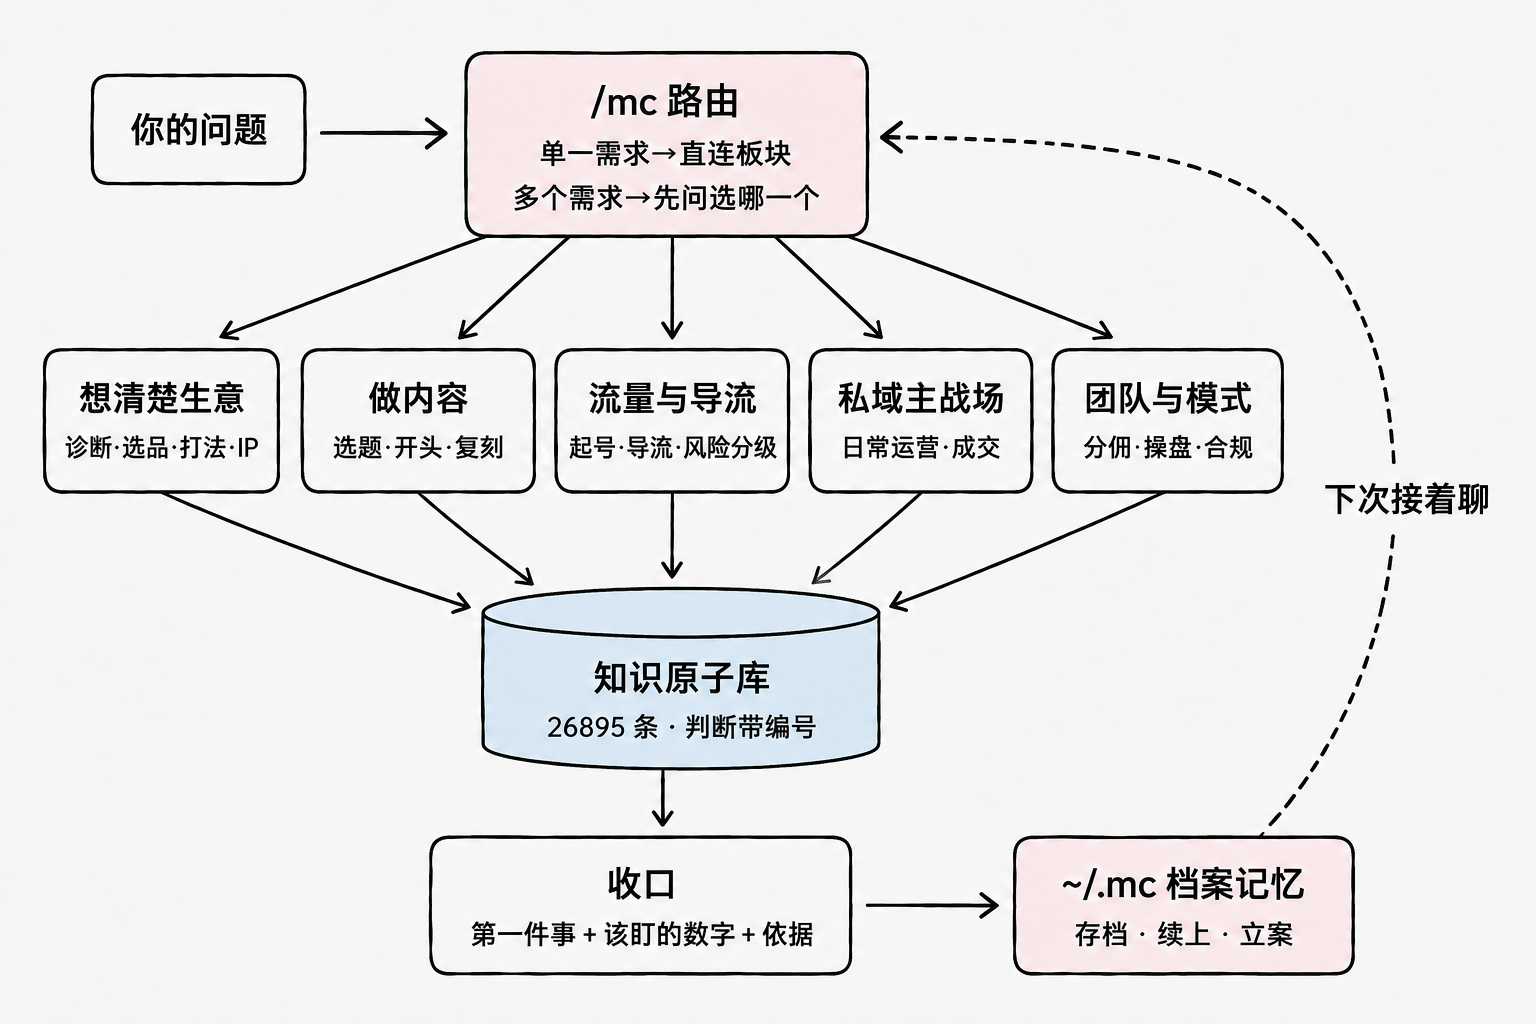 你的问题
/mc 路由
单一需求→直连板块
多个需求→先问选哪一个
想清楚生意
诊断·选品·打法·IP
做内容
选题·开头·复刻
流量与导流
起号·导流·风险分级
私域主战场
日常运营·成交
团队与模式
分佣·操盘·合规
下次接着聊
知识原子库
26895 条 · 判断带编号
收口
第一件事 + 该盯的数字 + 依据
~/.mc 档案记忆
存档 · 续上 · 立案